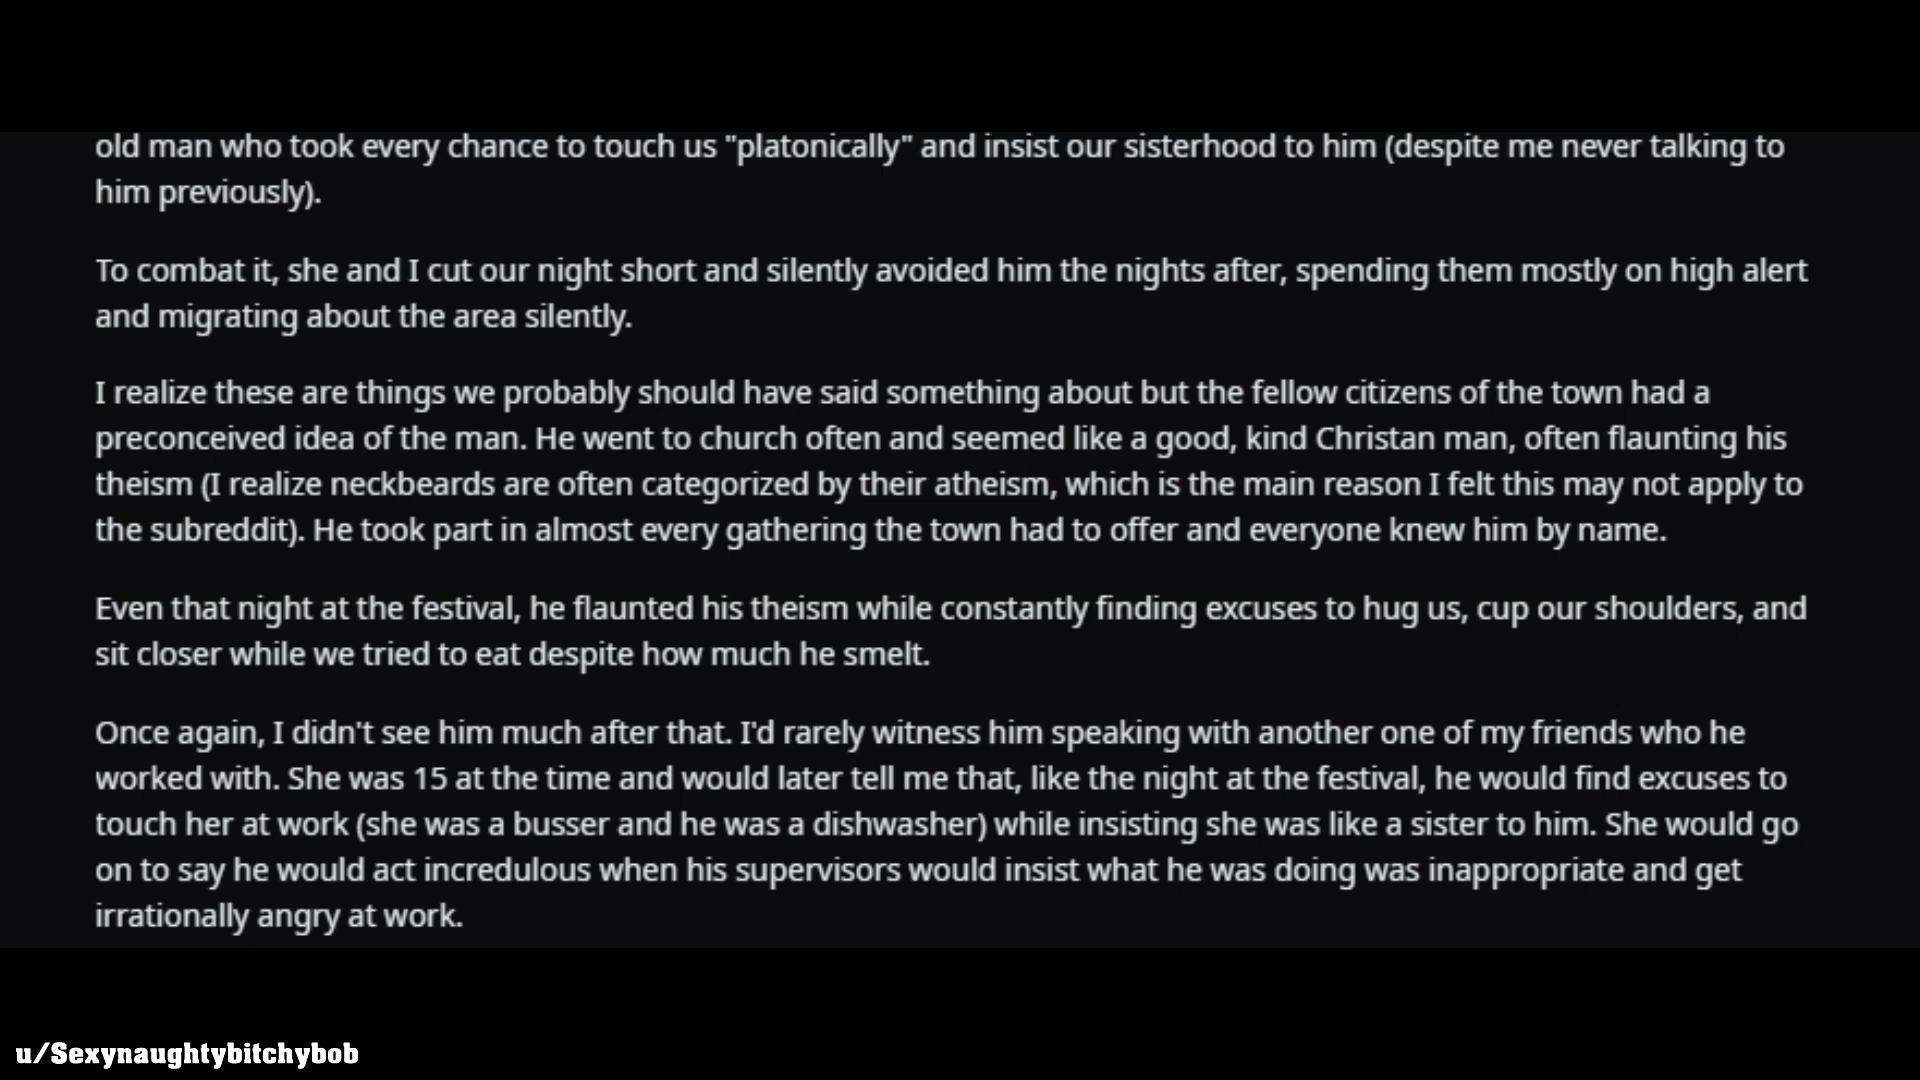 old man who took every chance to touch us "platonically" and insist our sisterhood to him (despite me never talking to
him previously).
To combat it, she and I cut our night short and silently avoided him the nights after, spending them mostly on high alert
and migrating about the area silently.
I realize these are things we probably should have said something about but the fellow citizens of the town had a
preconceived idea of the man. He went to church often and seemed like a good, kind Christan man, often flaunting his
theism (I realize neckbeards are often categorized by their atheism, which is the main reason I felt this may not apply to
the subreddit). He took part in almost every gathering the town had to offer and everyone knew him by name.
Even that night at the festival, he flaunted his theism while constantly finding excuses to hug us, cup our shoulders, and
sit closer while we tried to eat despite how much he smelt.
Once again, I didn't see him much after that. I'd rarely witness him speaking with another one of my friends who he
worked with. She was 15 at the time and would later tell me that, like the night at the festival, he would find excuses to
touch her at work (she was a busser and he was a dishwasher) while insisting she was like a sister to him. She would go
on to say he would act incredulous when his supervisors would insist what he was doing was inappropriate and get
irrationally angry at work.
u/Sexynaughtybitchybob